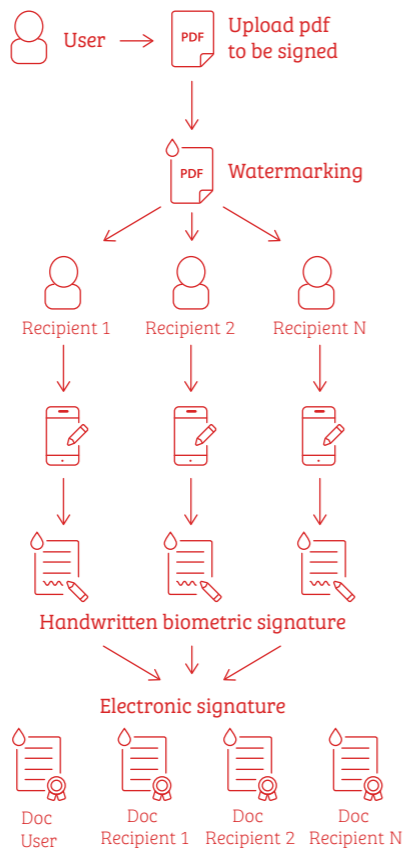 User
PDF
Upload pdf
to be signed
PDF
Watermarking
Recipient 1
Recipient 2
Recipient N
Handwritten biometric signature
Electronic signature
Doc
User
Doc
Recipient 1
Doc
Recipient 2
Doc
Recipient N